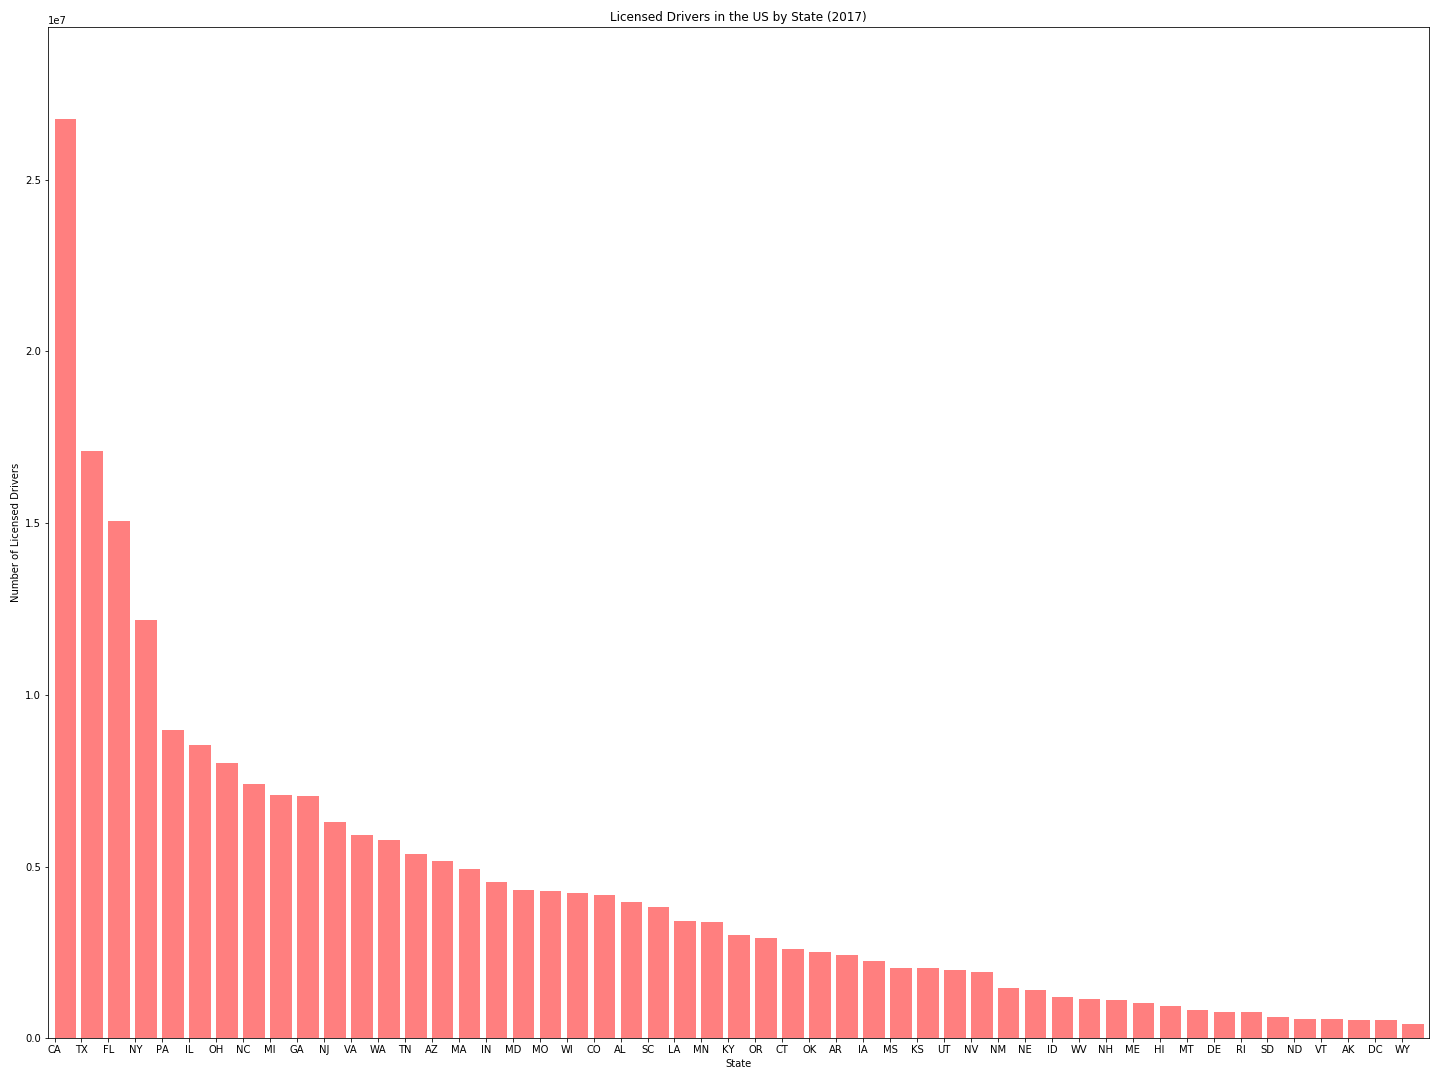 Licensed Drivers in the US by State (2017)
1e7
2.5
2.0
1.5
1.0
0.5
0.0
Number of Licensed Drivers
CA TX FL NY PA IL OH NC MI GA NJ VA WA TN AZ MA IN MD MO WI CO AL SC LA MN KY OR CT OK AR IA MS KS UT NV NM NE ID WV NH ME HI MT DE RI SD ND VT AK DC WY
State